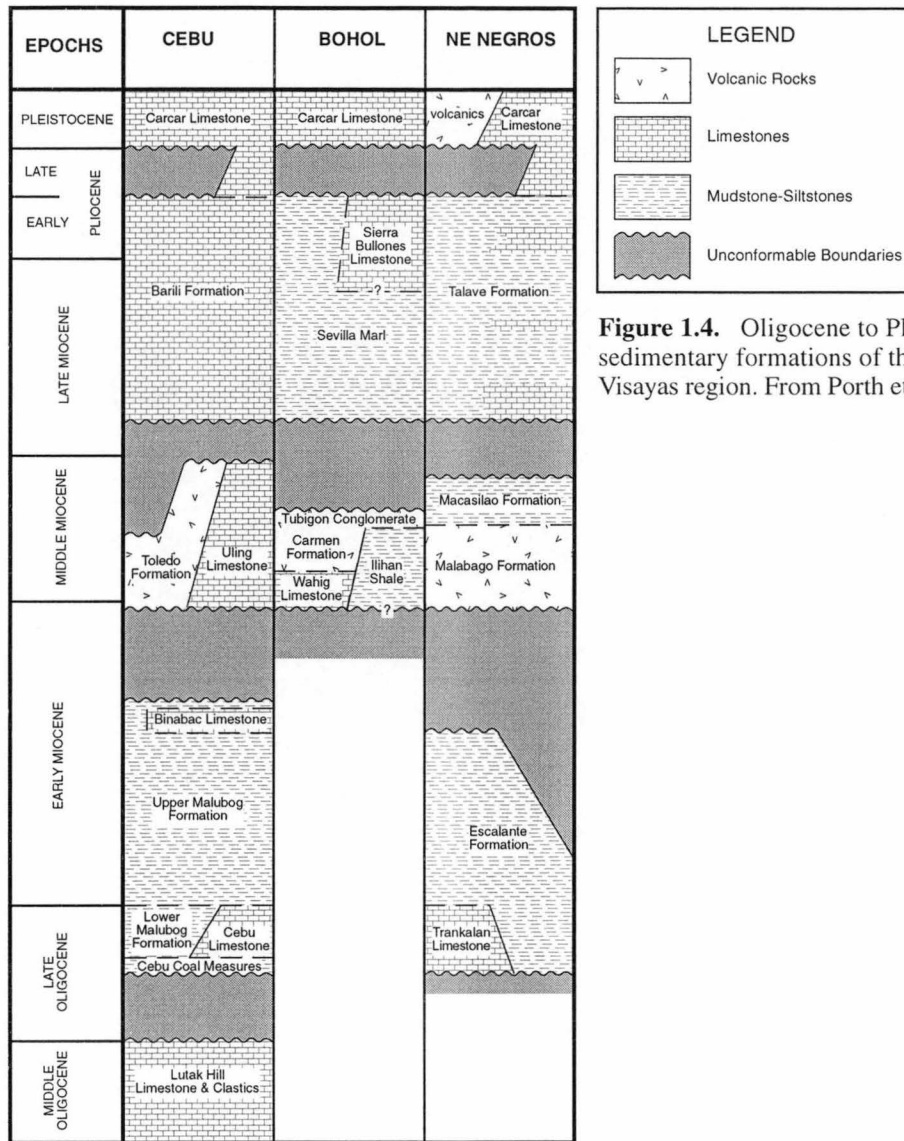 EPOCHS
CEBU
BOHOL
NE NEGROS
PLEISTOCENE
LATE
EARLY
PLIOCENE
LATE MIOCENE
MIDDLE MIOCENE
EARLY MIOCENE
LATE
OLIGOCENE
MIDDLE
OLIGOCENE
Carcar Limestone
Barili Formation
Toledo
Formation
Uling
Limestone
Binabac Limestone
Upper Malubog
Formation
Lower
Malubog
Formation
Cebu
Limestone
Cebu Coal Measures
Lutak Hill
Limestone & Clastics
Carcar Limestone
Sierra
Bullones
Limestone
?
Sevilla Marl
Tubigon Conglomerate
Carmen
Formation
Wahig
Limestone
Ilihan
Shale
?
volcanics
Carcar
Limestone
Talave Formation
Macasilao Formation
Malabago Formation
Escalante
Formation
Trankalan
Limestone
LEGEND
Volcanic Rocks
Limestones
Mudstone-Siltstones
Unconformable Boundaries
Figure 1.4. Oligocene to Pl
sedimentary formations of th
Visayas region. From Porth e